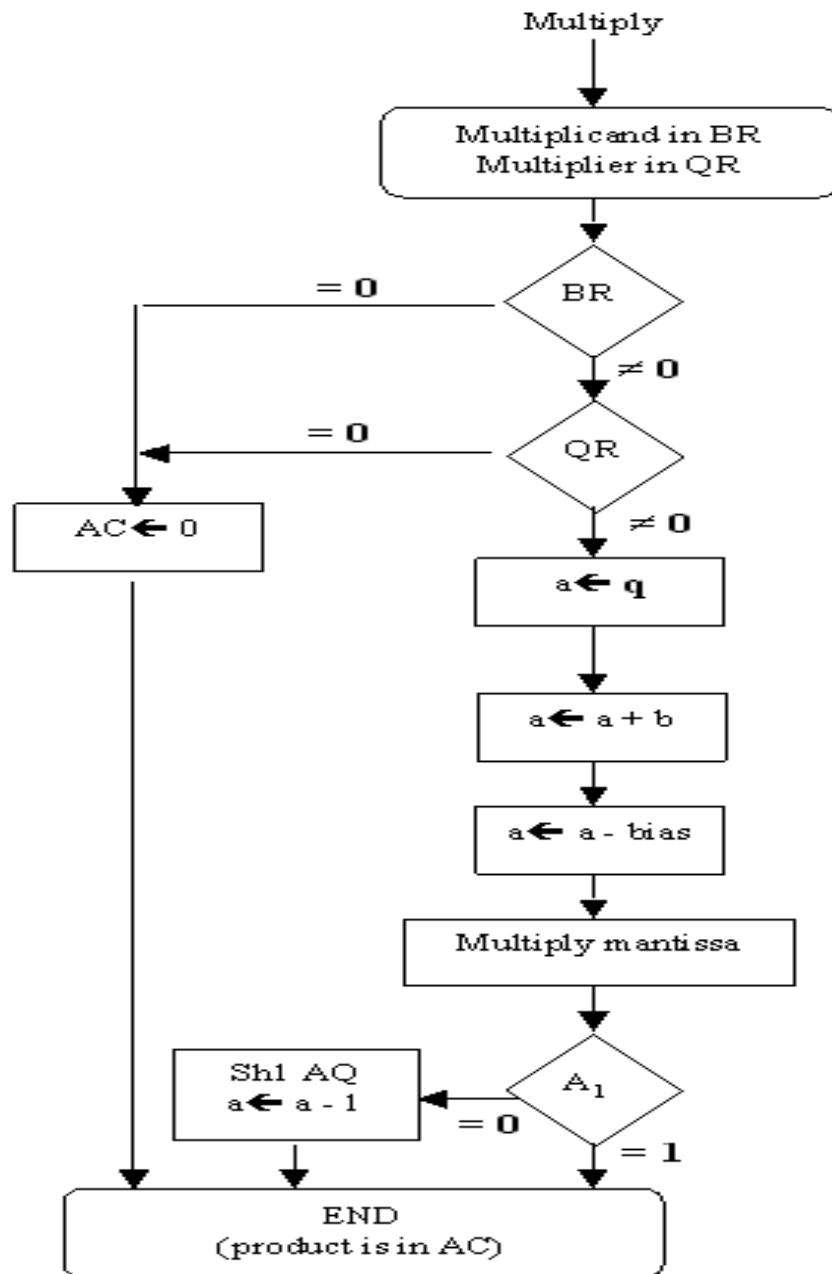 Multiply
Multiplicand in BR
Multiplier in QR
BR
= 0
≠ 0
QR
= 0
≠ 0
AC← 0
a← q
a← a + b
a← a - bias
Multiply mantissa
A₁
= 0
= 1
Sh1 AQ
a← a - 1
END
(product is in AC)